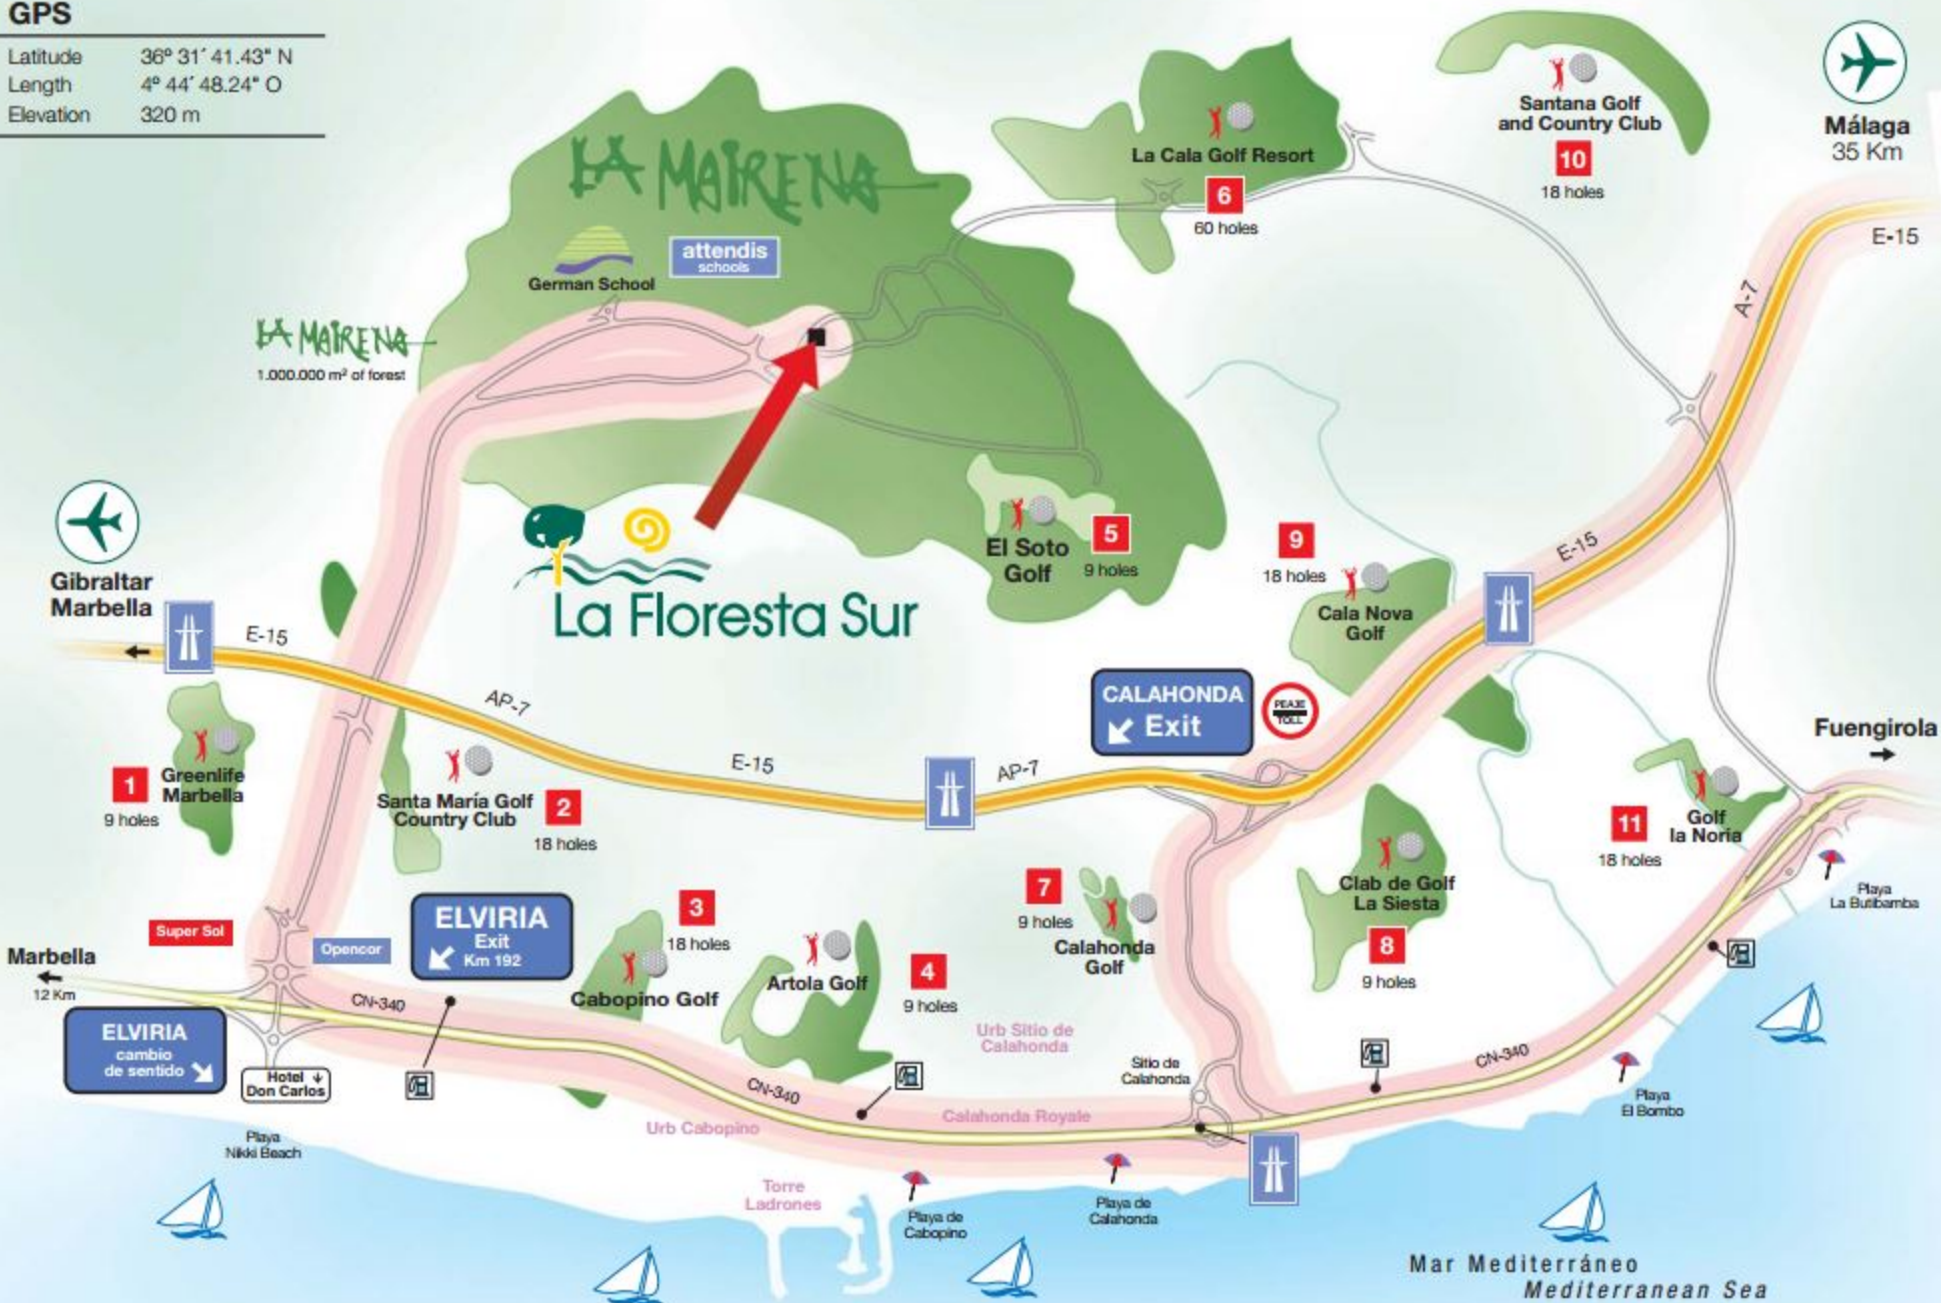 GPS
Latitude 36º 31´ 41.43" N
Length 4º 44´ 48.24" O
Elevation 320 m
LA MAIRENA
German School
attendis
schools
LA MAIRENA
1.000.000 m² of forest
La Cala Golf Resort
6
60 holes
Santana Golf
and Country Club
10
18 holes
Málaga
35 Km
E-15
A-7
E-15
Gibraltar
Marbella
E-15
AP-7
E-15
AP-7
La Floresta Sur
El Soto
Golf
5
9 holes
9
18 holes
Cala Nova
Golf
CALAHONDA
Exit
PEAJE
TOLL
Fuengirola
1
9 holes
Greenlife
Marbella
Santa María Golf
Country Club
2
18 holes
11
18 holes
Golf
la Noria
Clab de Golf
La Siesta
8
9 holes
7
9 holes
Calahonda
Golf
3
18 holes
Cabopino Golf
Artola Golf
4
9 holes
Super Sol
Opencor
ELVIRIA
Exit
Km 192
Marbella
12 Km
CN-340
ELVIRIA
cambio
de sentido
Hotel
Don Carlos
CN-340
Urb Sitio de
Calahonda
Sitio de
Calahonda
CN-340
Playa
La Butibamba
Playa
El Bombo
Calahonda Royale
Urb Cabopino
Torre
Ladrones
Playa
Nikki Beach
Playa de
Cabopino
Playa de
Calahonda
Mar Mediterráneo
Mediterranean Sea